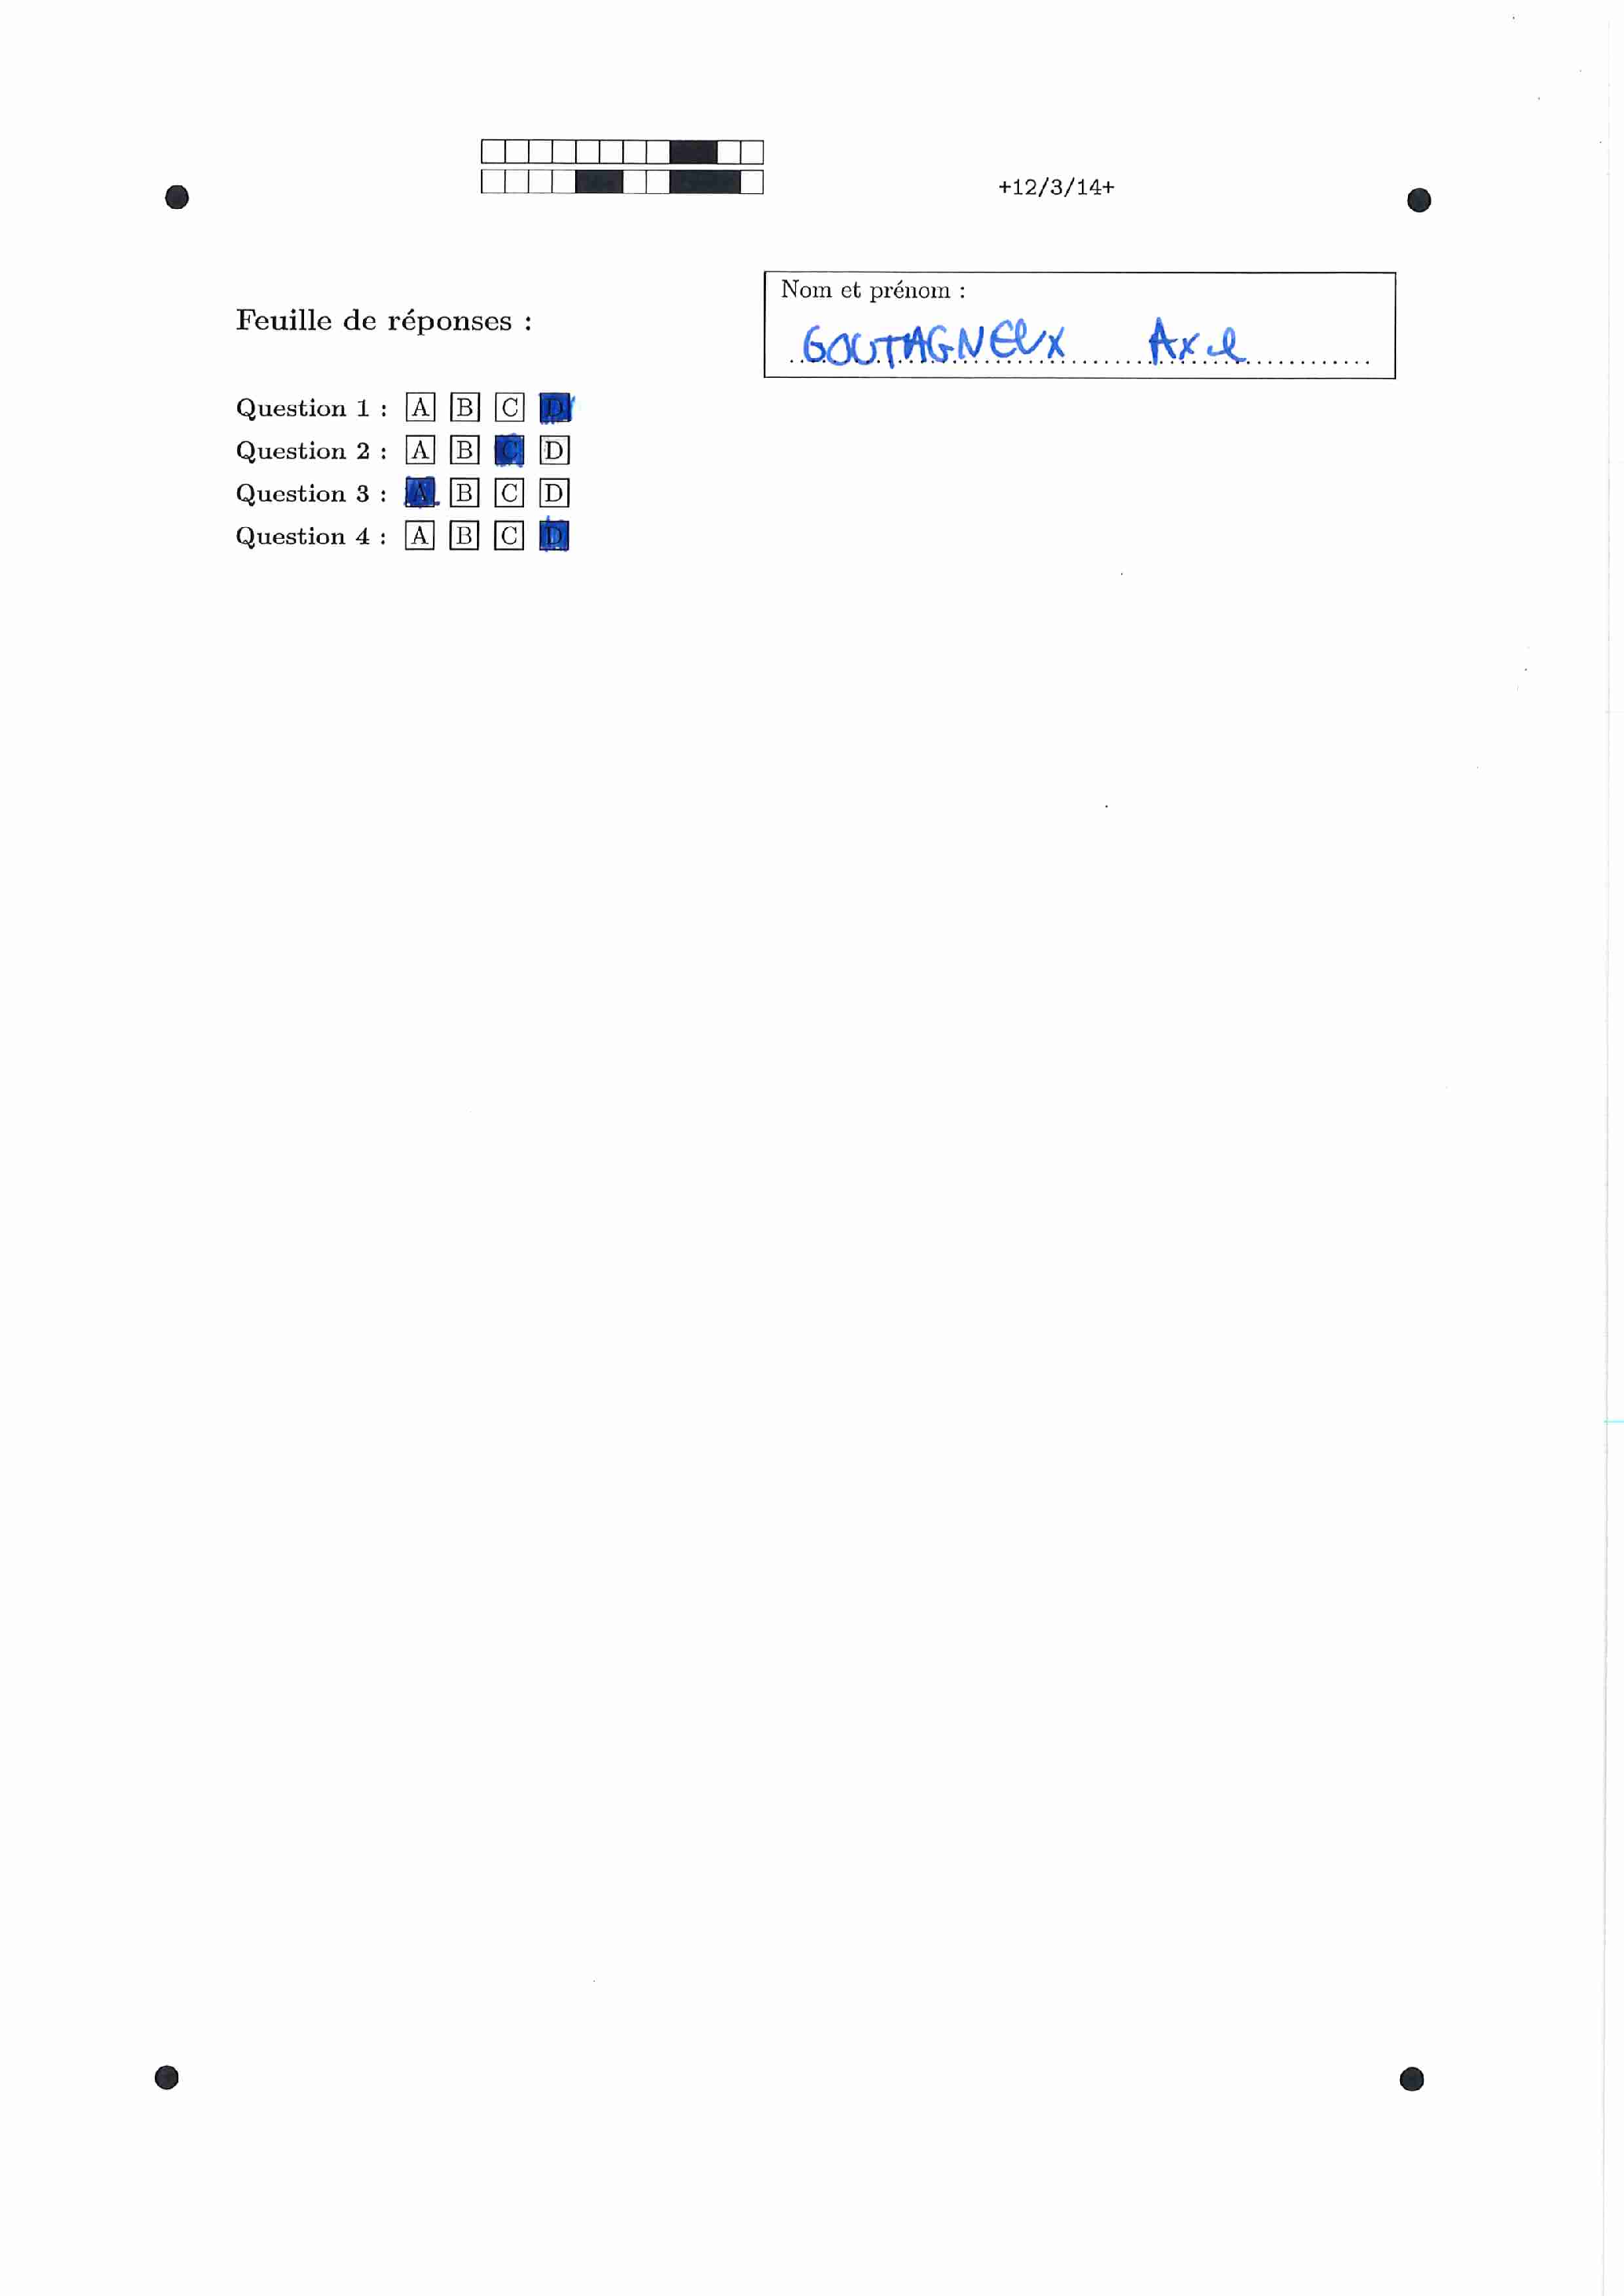 +12/3/14+
Nom et prénom :
Feuille de réponses :
GOUTAGNEUX Axel
Question 1 : A B C D
Question 2 : A B C D
Question 3 : A B C D
Question 4 : A B C D